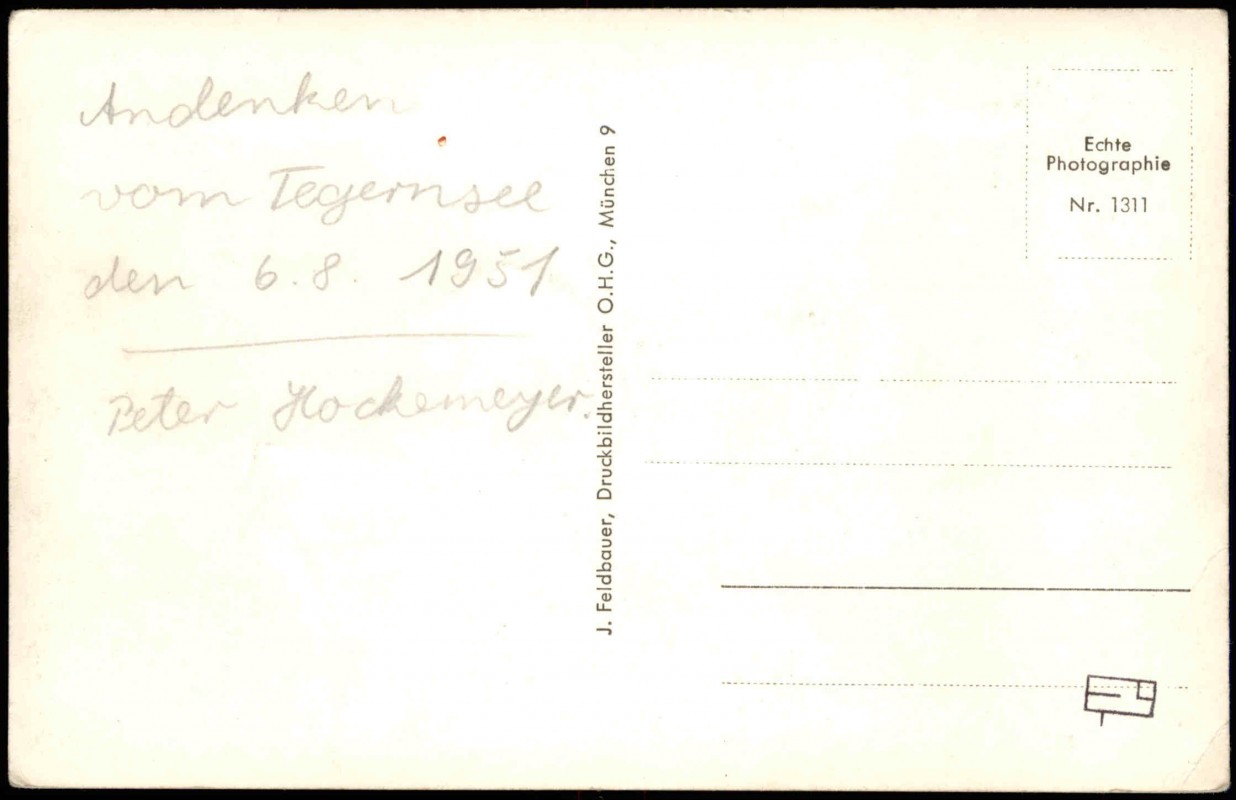 Andenken
vom Tegernsee
den 6.8. 1951
Peter Hockemeyer.
J. Feldbauer, Druckbildhersteller O.H.G., München 9
Echte
Photographie
Nr. 1311